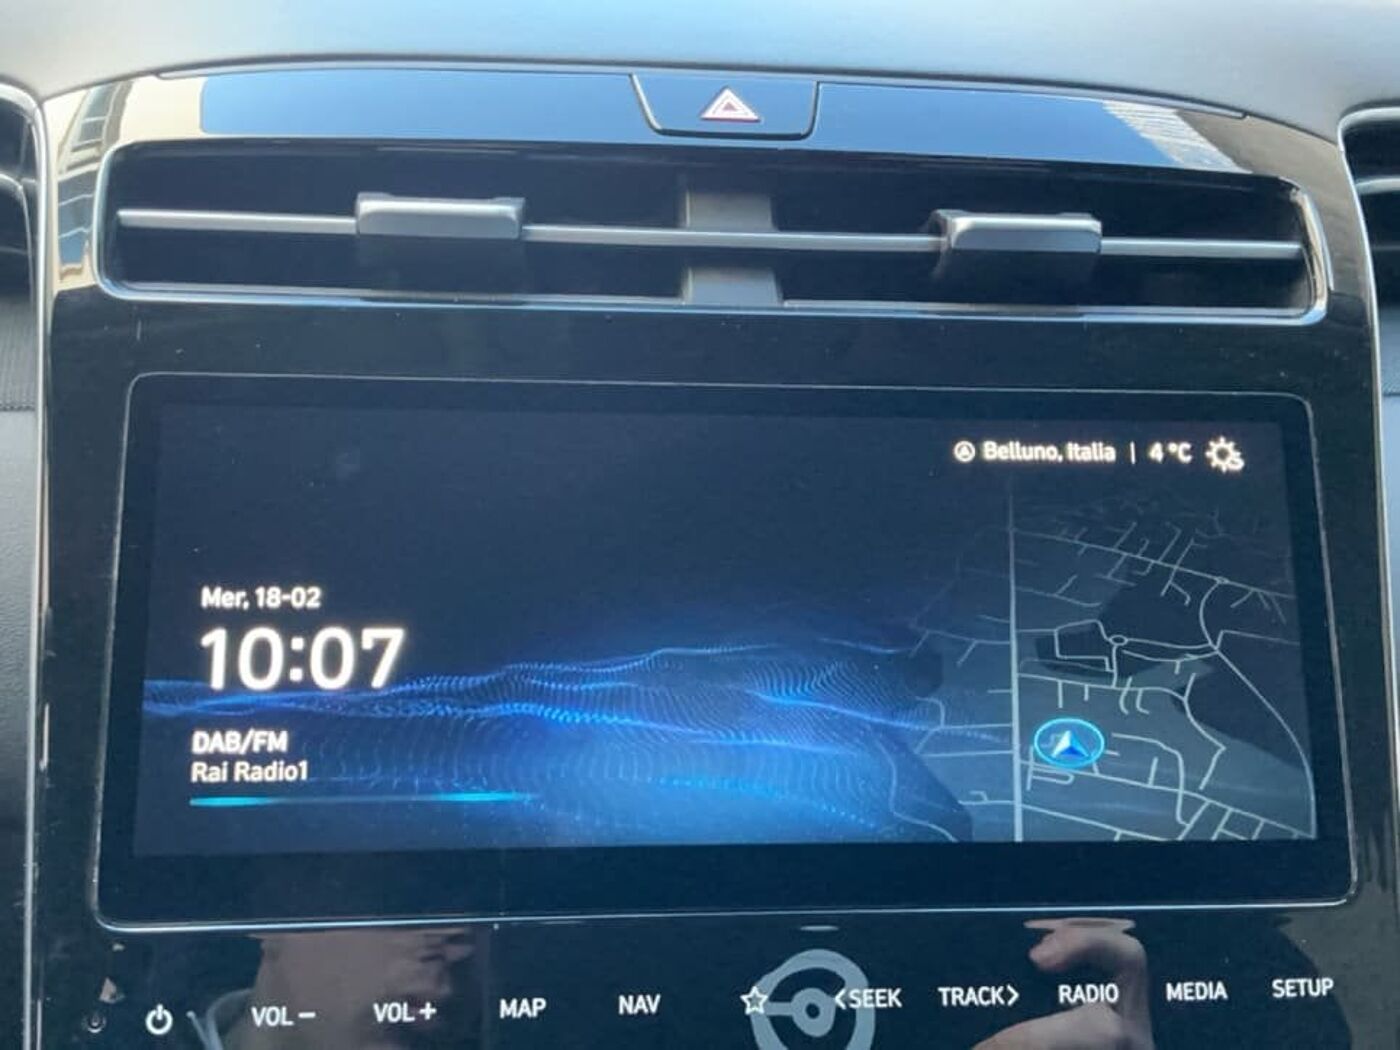 Belluno, Italia | 4 °C
Mer, 18-02
10:07
DAB/FM
Rai Radio1
VOL − VOL + MAP NAV <SEEK TRACK> RADIO MEDIA SETUP